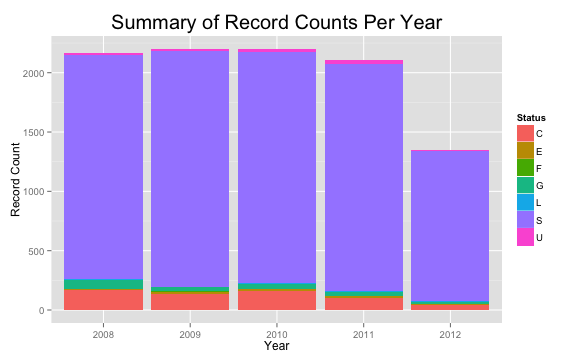 Summary of Record Counts Per Year
Record Count
2000
1500
1000
500
0
2008 2009 2010 2011 2012
Year
Status
C
E
F
G
L
S
U